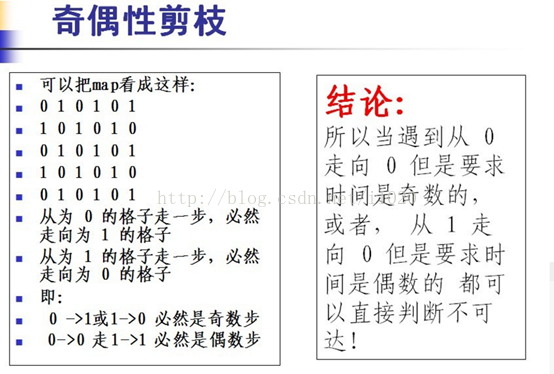 奇偶性剪枝
可以把map看成这样:
0 1 0 1 0 1
1 0 1 0 1 0
0 1 0 1 0 1
1 0 1 0 1 0
0 1 0 1 0 1
从为 0 的格子走一步, 必然
走向为 1 的格子
从为 1 的格子走一步, 必然
走向为 0 的格子
即:
0 ->1或1->0 必然是奇数步
0->0 走1->1 必然是偶数步
结论:
所以当遇到从 0
走向 0 但是要求
时间是奇数的,
或者, 从 1 走
向 0 但是要求时
间是偶数的 都可
以直接判断不可
达!